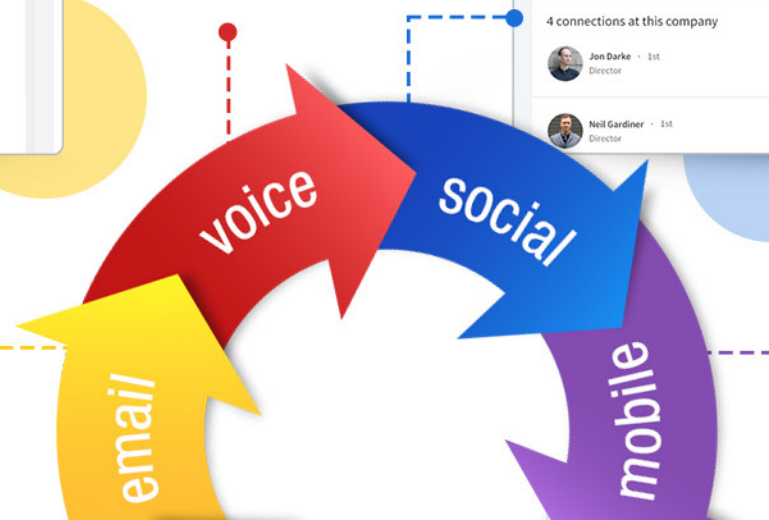 4 connections at this company
Jon Darke · 1st
Director
Neil Gardiner · 1st
Director
voice
social
email
mobile